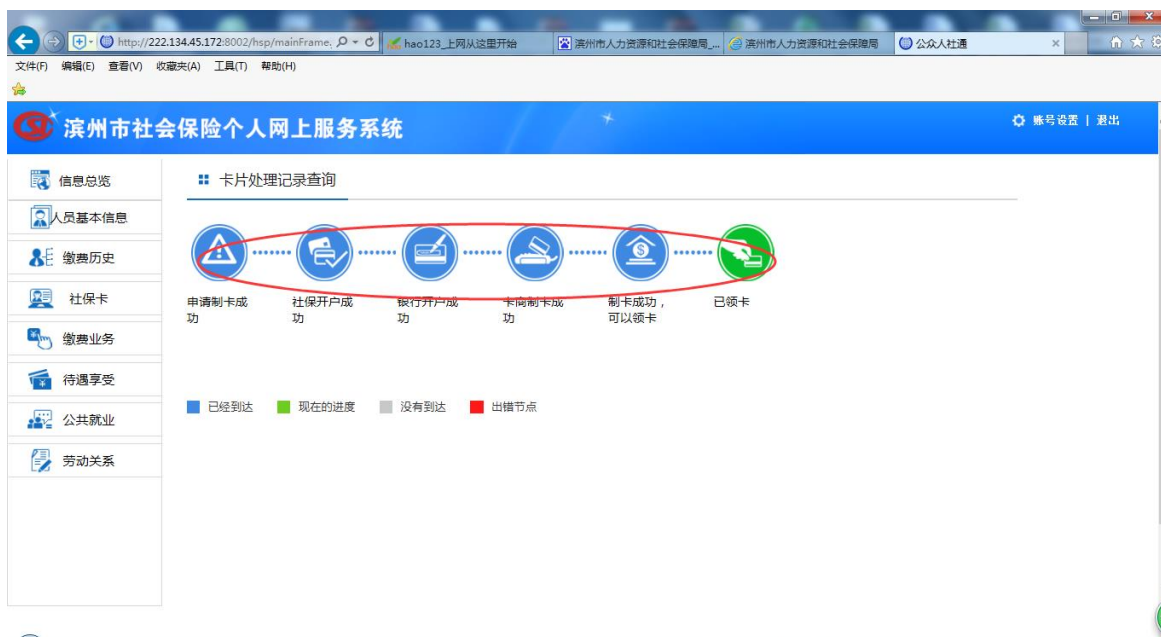 http://222.134.45.172:8002/hsp/mainFrame.
hao123_上网从这里开始
滨州市人力资源和社会保障局_...
滨州市人力资源和社会保障局
公众人社通
文件(F) 编辑(E) 查看(V) 收藏夹(A) 工具(T) 帮助(H)
滨州市社会保险个人网上服务系统
账号设置 | 退出
信息总览
人员基本信息
缴费历史
社保卡
缴费业务
待遇享受
公共就业
劳动关系
卡片处理记录查询
申请制卡成
功
社保开户成
功
银行开户成
功
卡商制卡成
功
制卡成功，
可以领卡
已领卡
已经到达
现在的进度
没有到达
出错节点